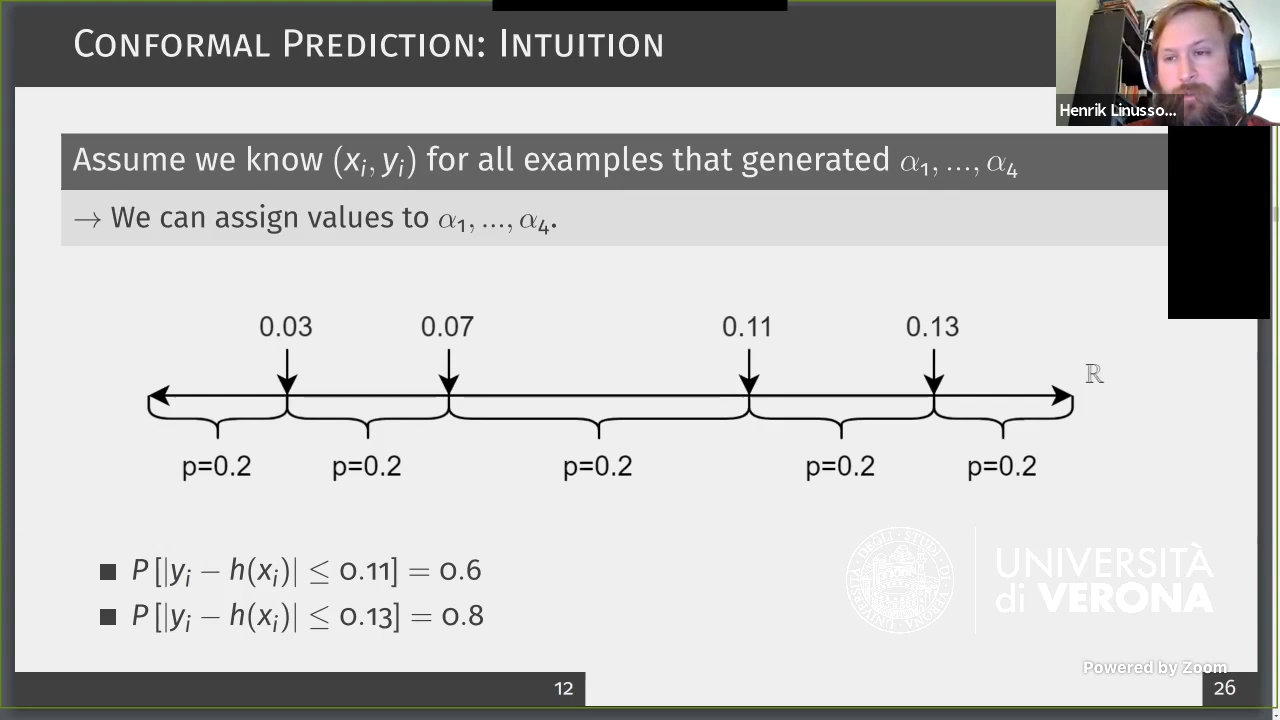 CONFORMAL PREDICTION: INTUITION
Henrik Linusso...
Assume we know (xᵢ, yᵢ) for all examples that generated α₁, ..., α₄
→ We can assign values to α₁, ..., α₄.
0.03 0.07 0.11 0.13
ℝ
p=0.2 p=0.2 p=0.2 p=0.2 p=0.2
■ P[|yᵢ − h(xᵢ)| ≤ 0.11] = 0.6
■ P[|yᵢ − h(xᵢ)| ≤ 0.13] = 0.8
UNIVERSITÀ
di VERONA
Powered by Zoom
12 26